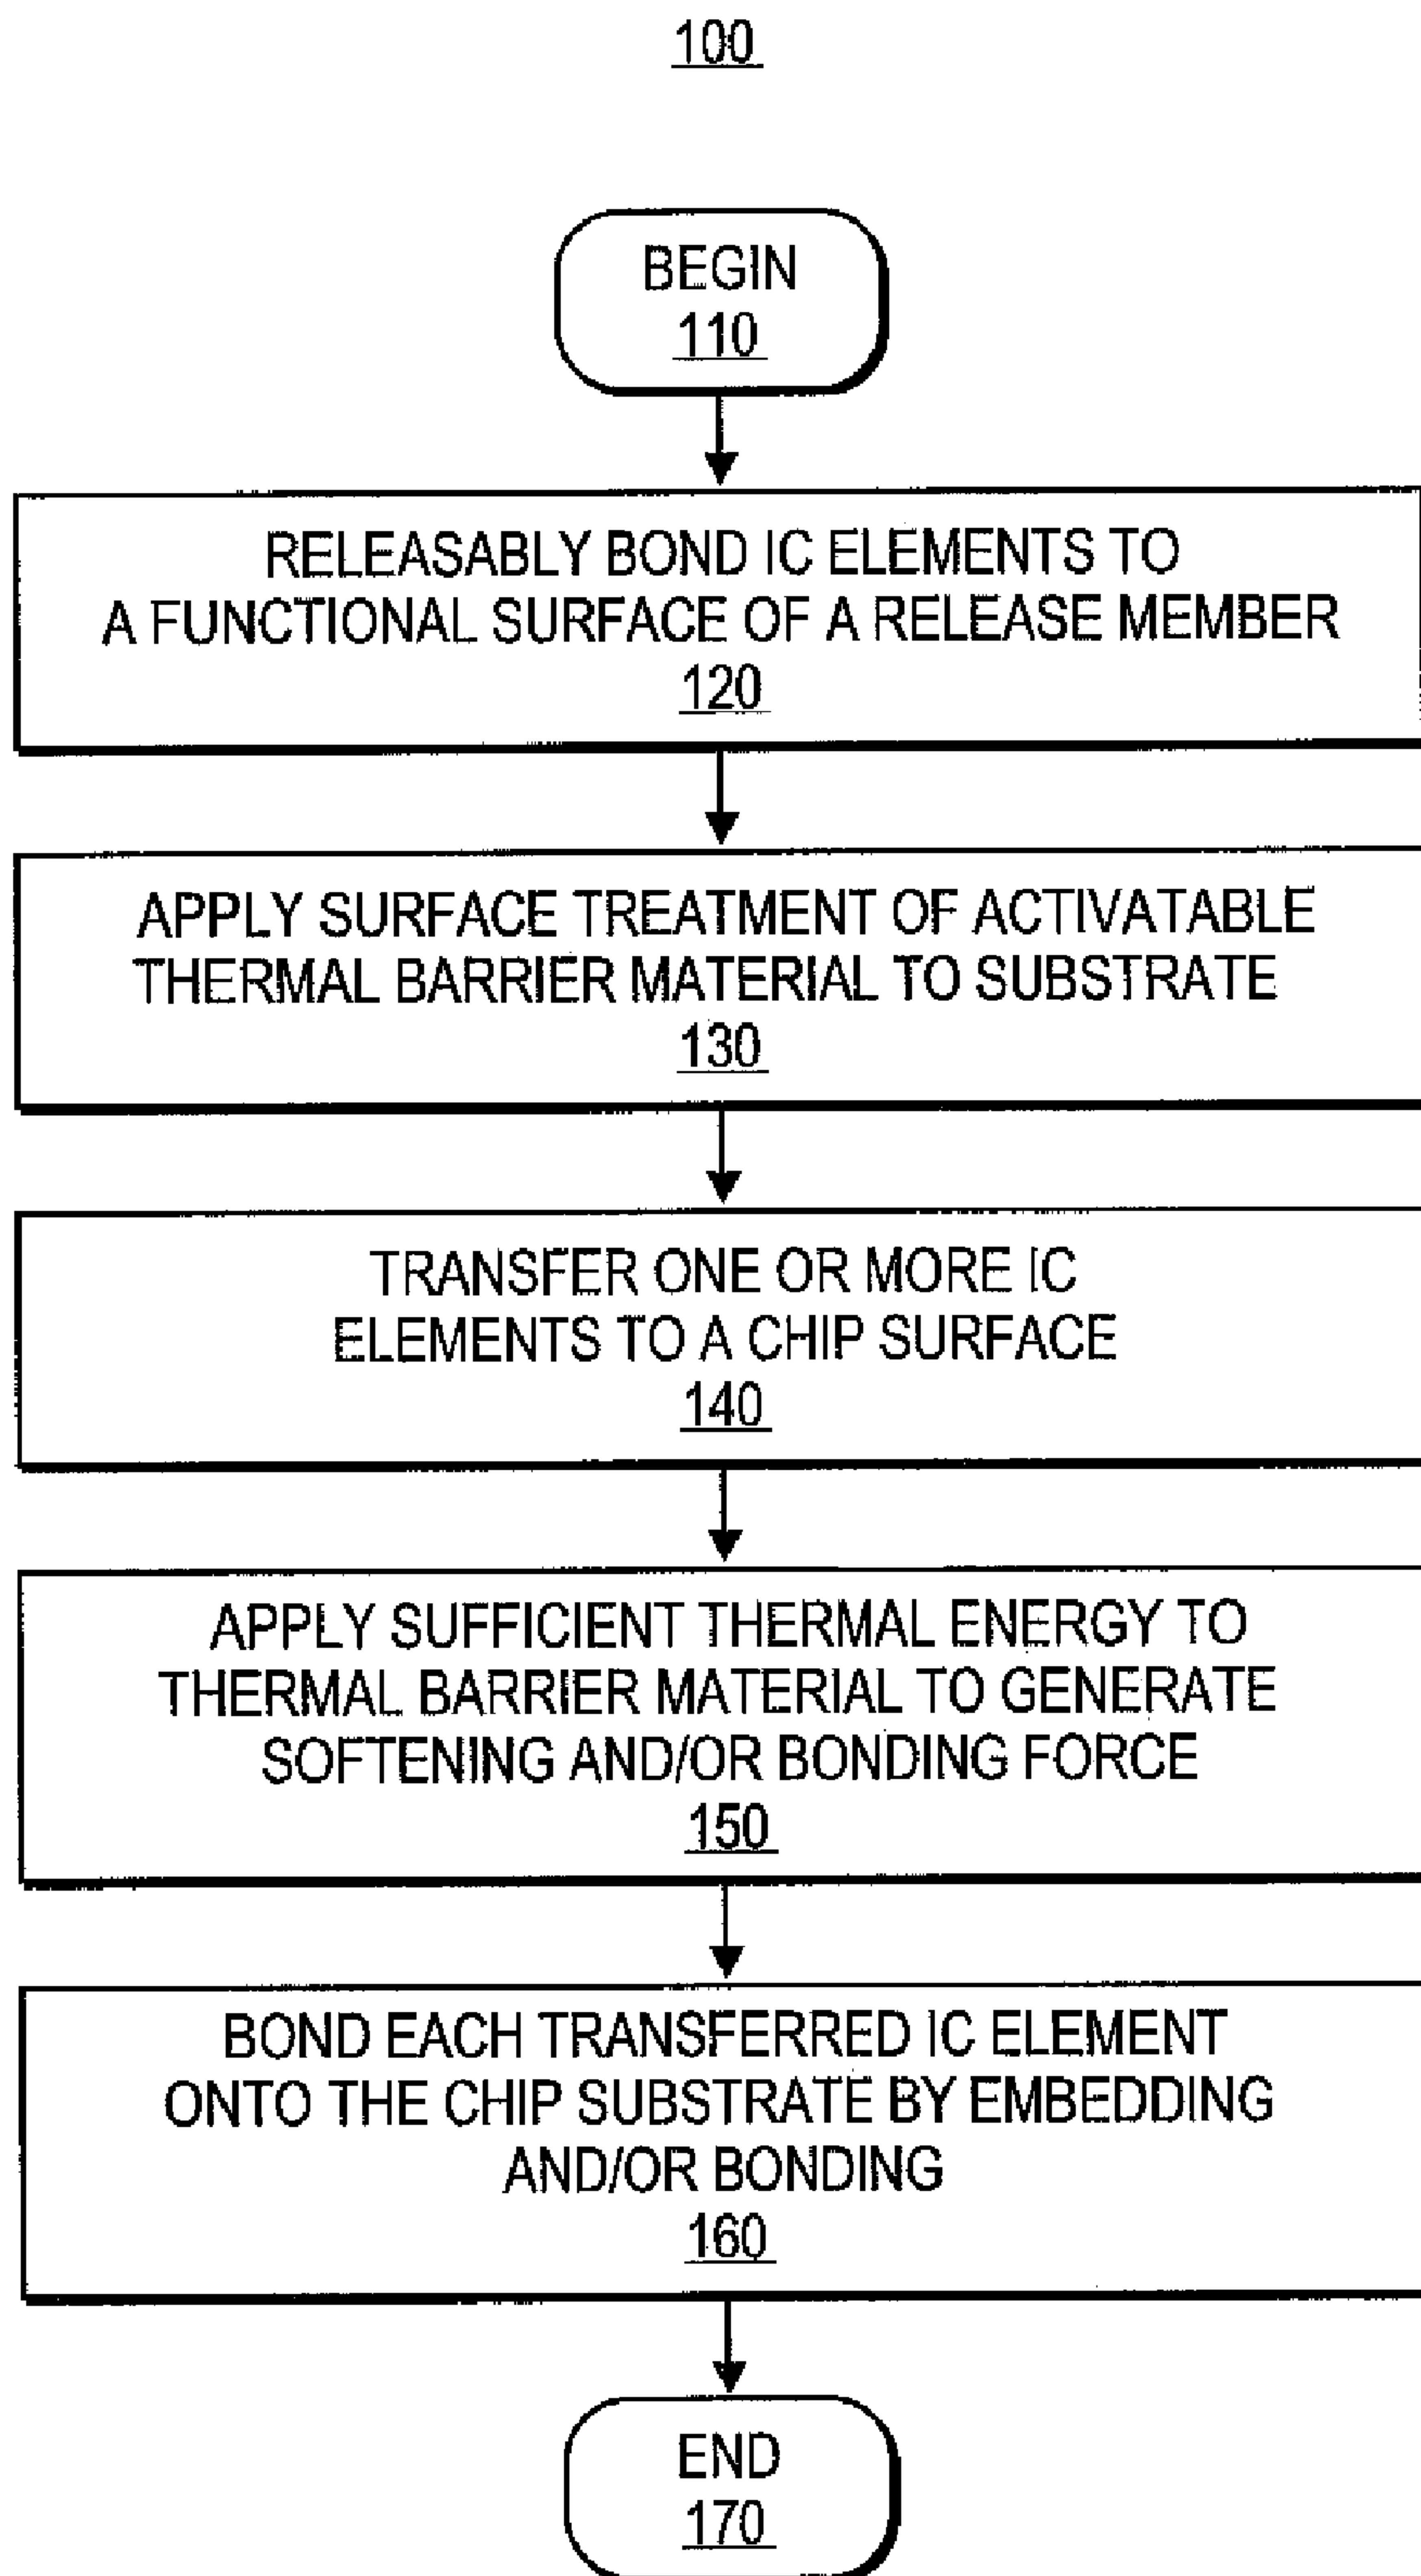 100
BEGIN
110
RELEASABLY BOND IC ELEMENTS TO
A FUNCTIONAL SURFACE OF A RELEASE MEMBER
120
APPLY SURFACE TREATMENT OF ACTIVATABLE
THERMAL BARRIER MATERIAL TO SUBSTRATE
130
TRANSFER ONE OR MORE IC
ELEMENTS TO A CHIP SURFACE
140
APPLY SUFFICIENT THERMAL ENERGY TO
THERMAL BARRIER MATERIAL TO GENERATE
SOFTENING AND/OR BONDING FORCE
150
BOND EACH TRANSFERRED IC ELEMENT
ONTO THE CHIP SUBSTRATE BY EMBEDDING
AND/OR BONDING
160
END
170